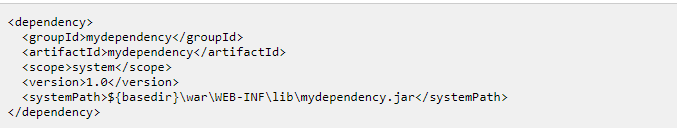 <dependency>
  <groupId>mydependency</groupId>
  <artifactId>mydependency</artifactId>
  <scope>system</scope>
  <version>1.0</version>
  <systemPath>${basedir}\war\WEB-INF\lib\mydependency.jar</systemPath>
</dependency>